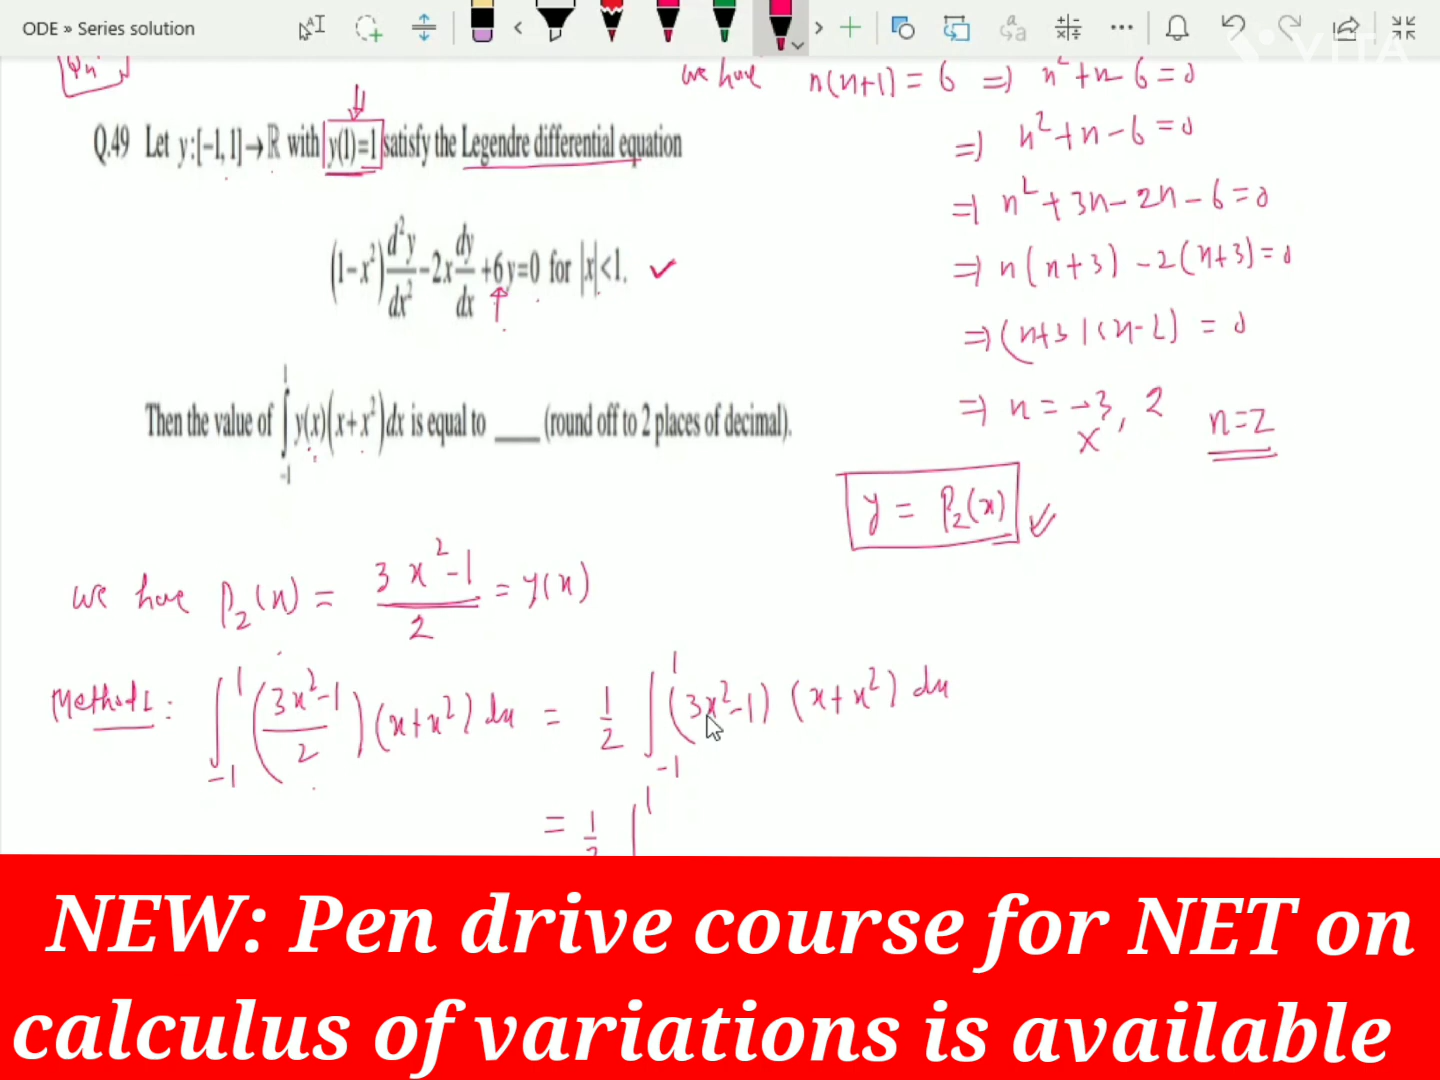 ODE » Series solution
VITA
Qn
we have n(n+1) = 6 ⇒ n²+n-6=0
⇒ n²+n-6=0
Q.49 Let y:[-1,1]→ℝ with y(1)=1 satisfy the Legendre differential equation
⇒ n²+3n-2n-6=0
(1-x²) d²y/dx² -2x dy/dx +6y=0 for |x|<1. ✓
⇒ n(n+3) -2(n+3)=0
⇒ (n+3)(n-2) = 0
Then the value of ∫₋₁¹ y(x)(x+x²)dx is equal to ____ (round off to 2 places of decimal).
⇒ n = -3, 2 n=2
x
y = P₂(x) ✓
we have P₂(x) = (3x²-1)/2 = y(x)
Method 1: ∫₋₁¹ ((3x²-1)/2) (x+x²) dx = 1/2 ∫₋₁¹ (3x²-1) (x+x²) dx
= 1/2 ∫¹
NEW: Pen drive course for NET on
calculus of variations is available